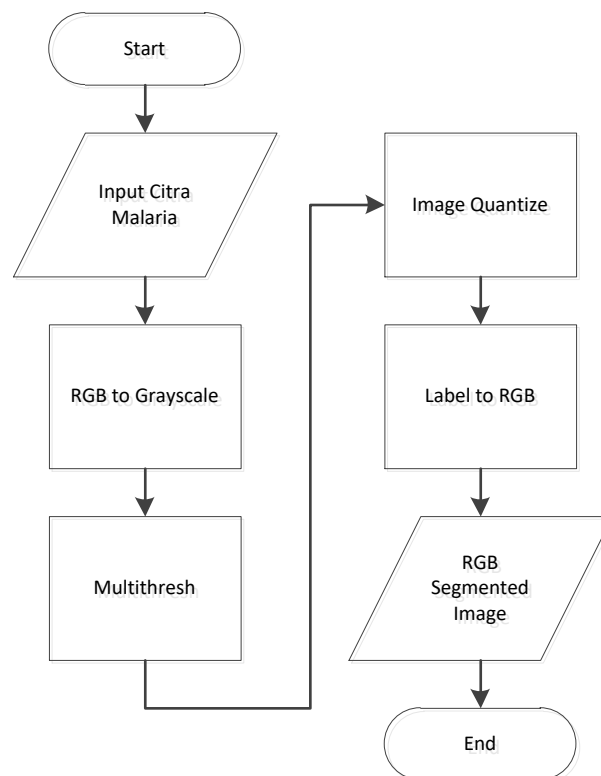 Start
Input Citra
Malaria
RGB to Grayscale
Multithresh
Image Quantize
Label to RGB
RGB
Segmented
Image
End